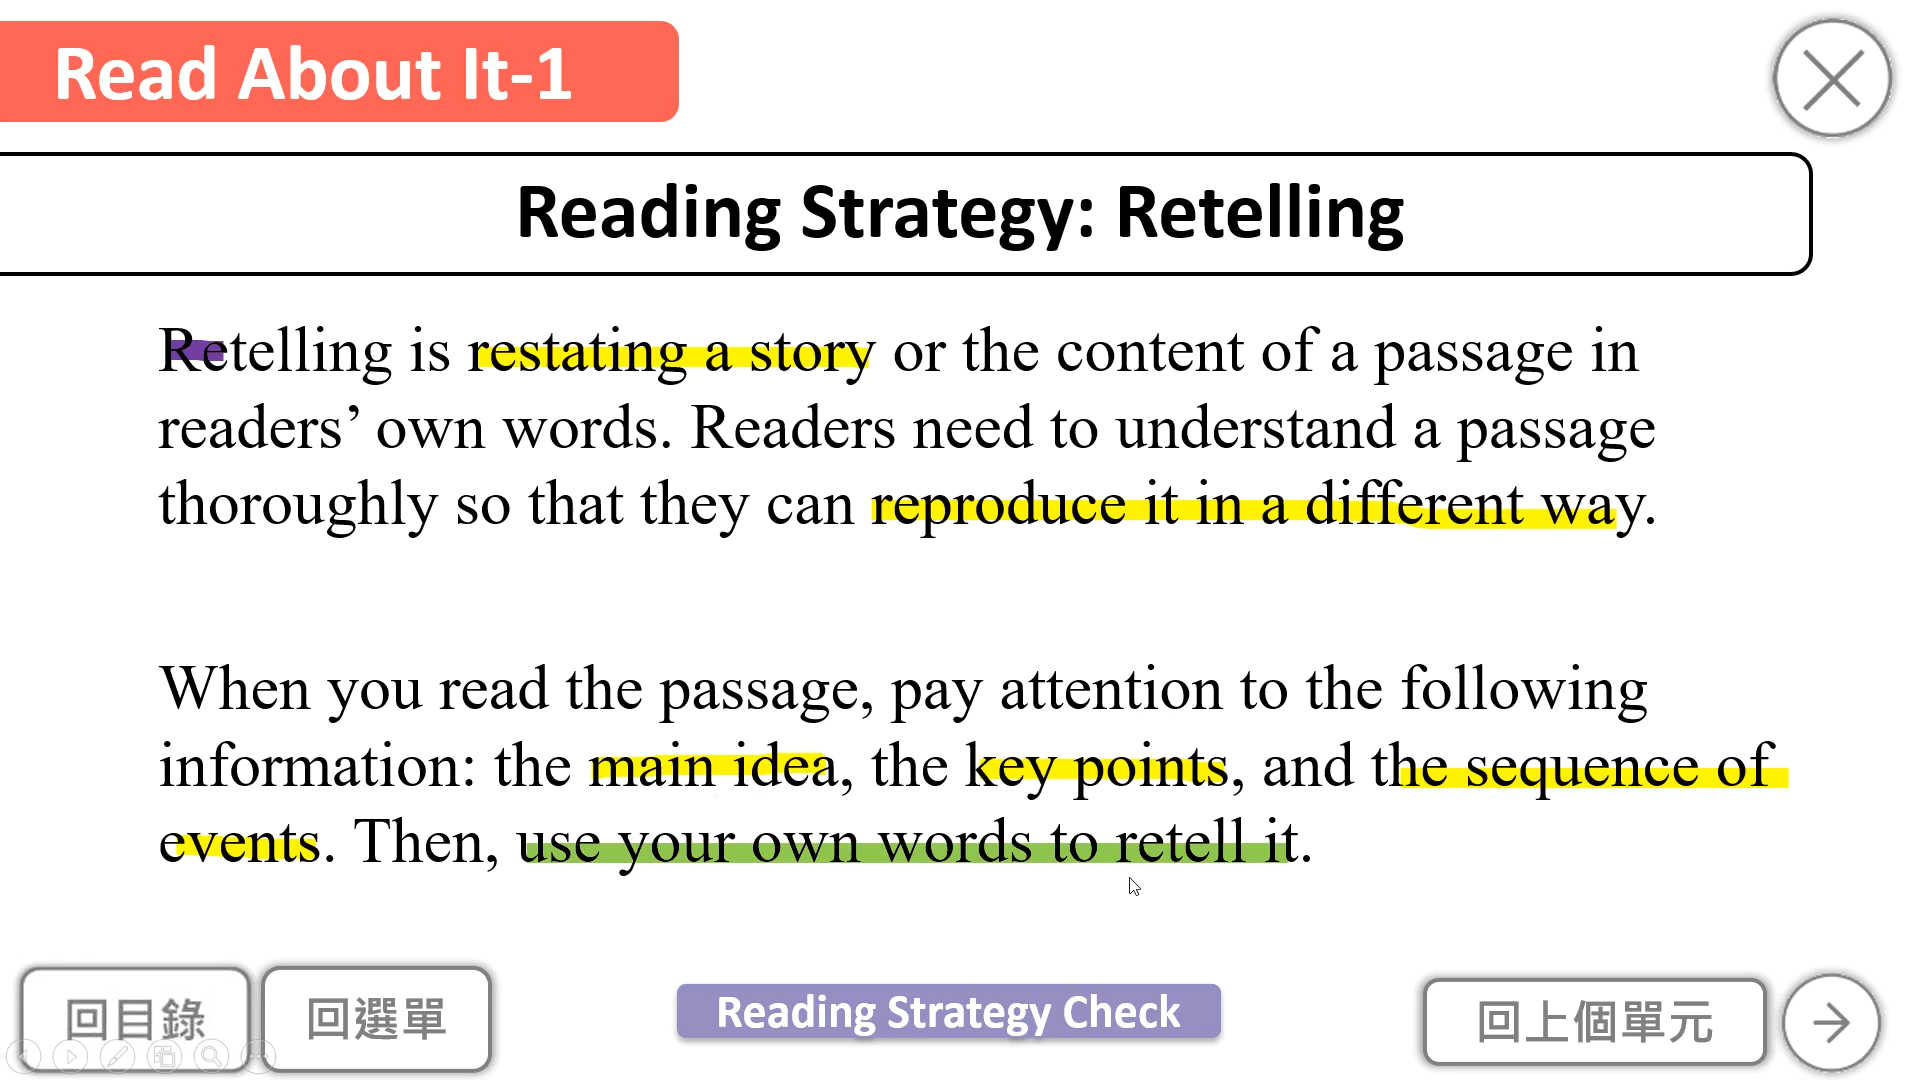 Read About It-1
Reading Strategy: Retelling
Retelling is restating a story or the content of a passage in
readers’ own words. Readers need to understand a passage
thoroughly so that they can reproduce it in a different way.
When you read the passage, pay attention to the following
information: the main idea, the key points, and the sequence of
events. Then, use your own words to retell it.
回目錄
回選單
Reading Strategy Check
回上個單元